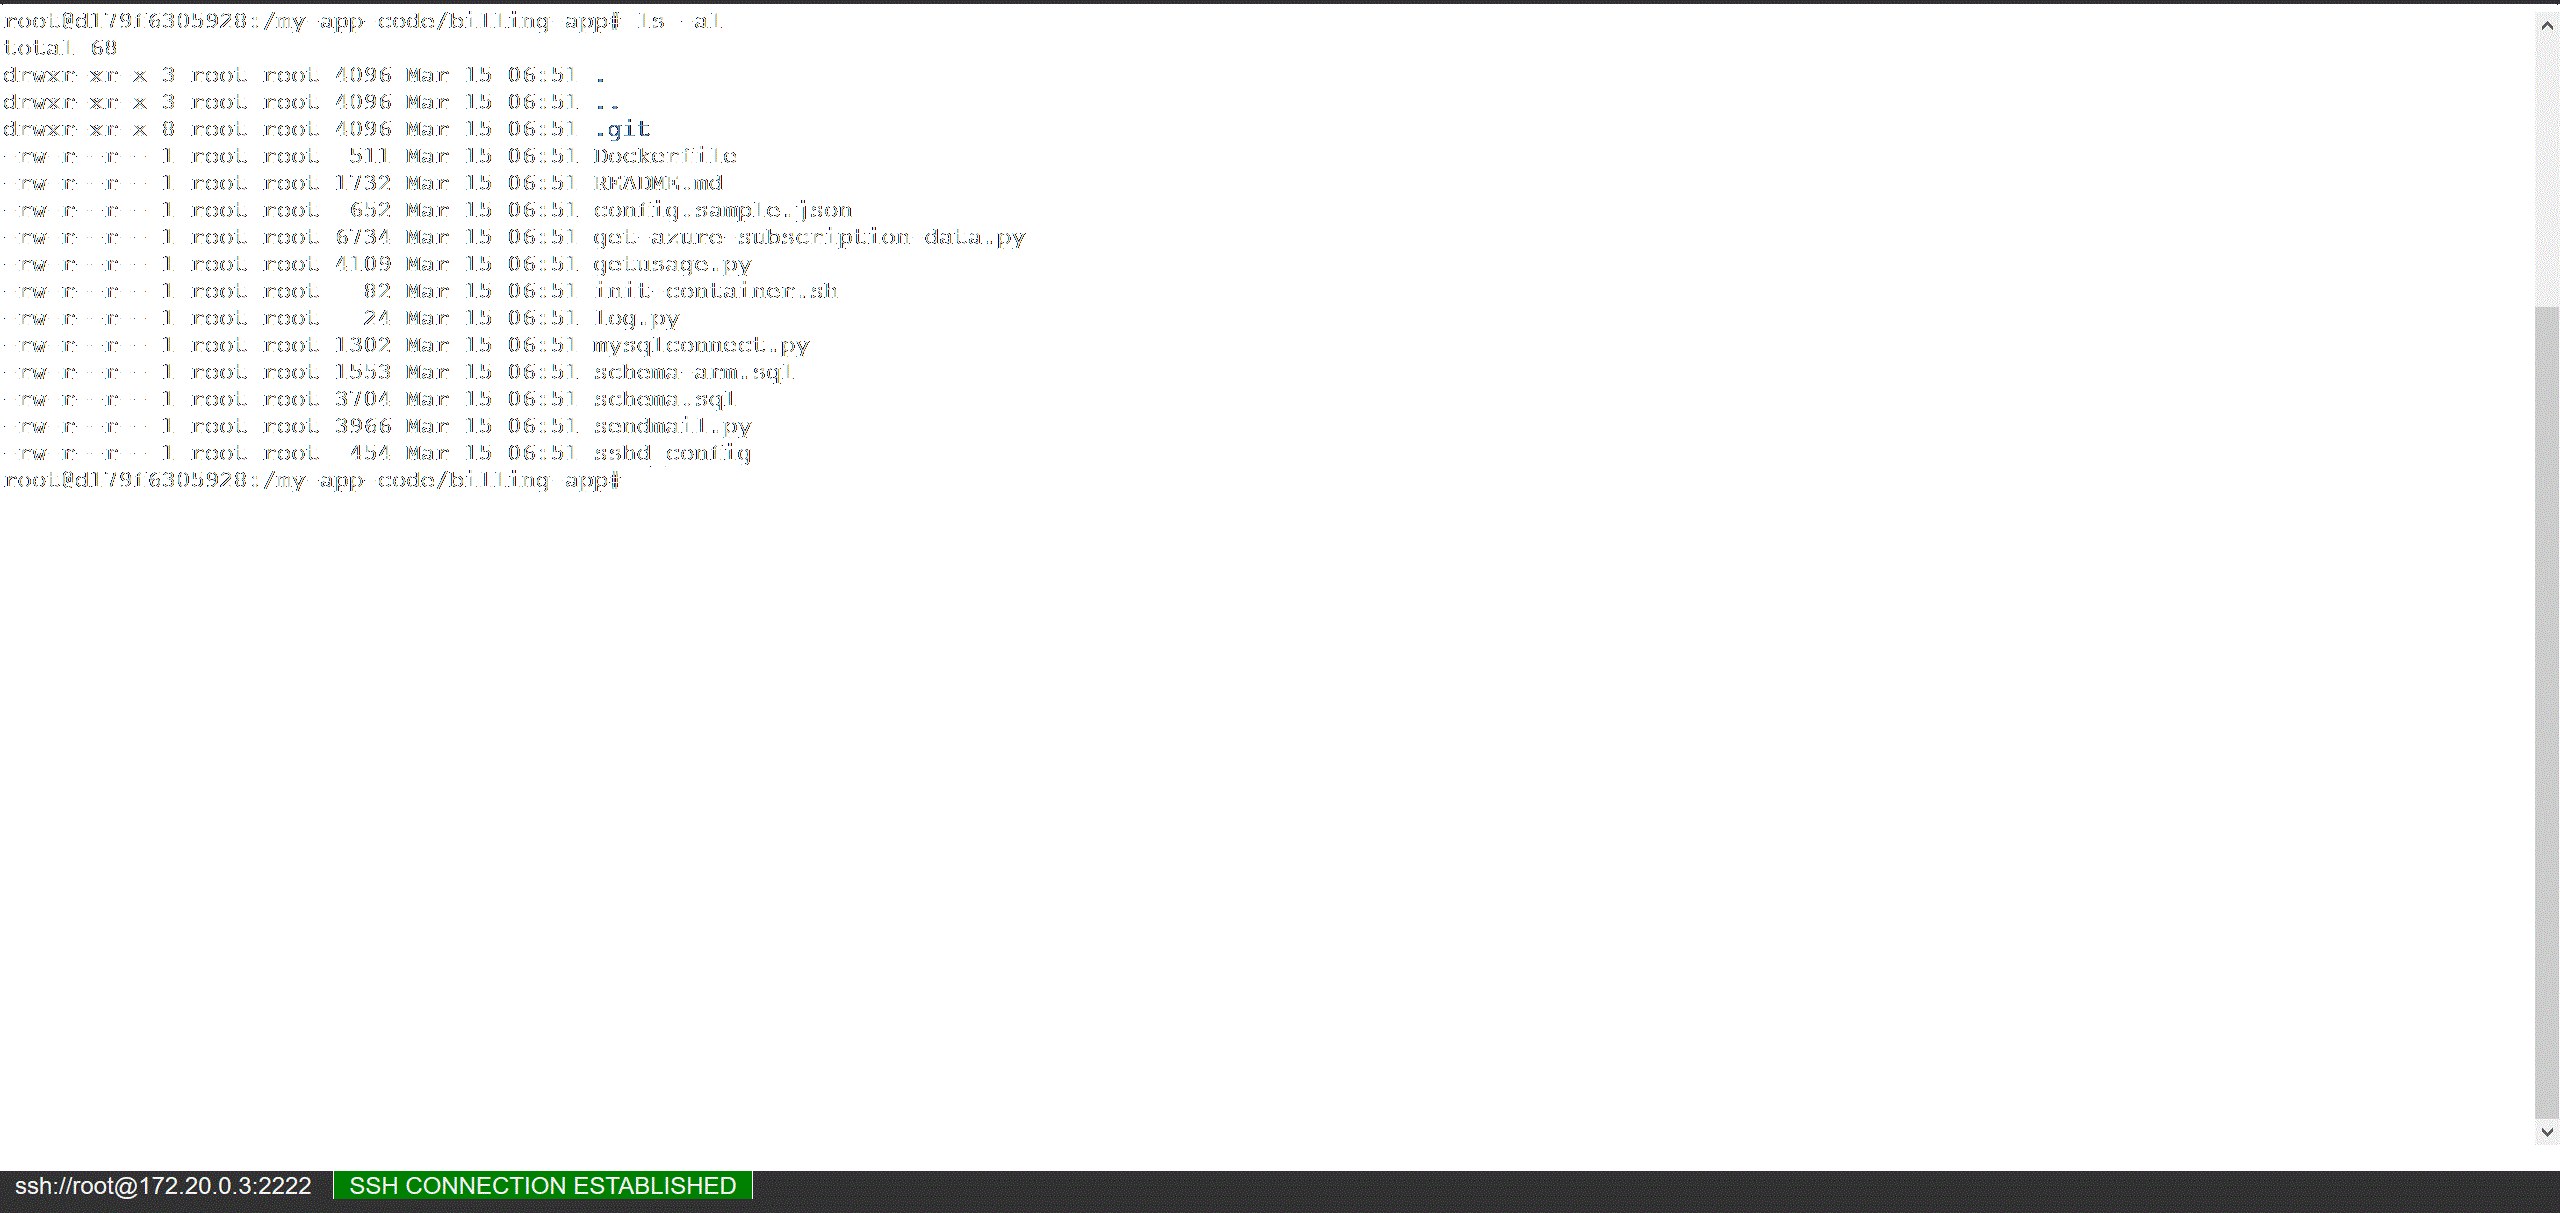 root@d179f6305928:/my-app-code/billing-app# ls -al
total 68
drwxr-xr-x 3 root root 4096 Mar 15 06:51 .
drwxr-xr-x 3 root root 4096 Mar 15 06:51 ..
drwxr-xr-x 8 root root 4096 Mar 15 06:51 .git
-rw-r--r-- 1 root root  511 Mar 15 06:51 Dockerfile
-rw-r--r-- 1 root root 1732 Mar 15 06:51 README.md
-rw-r--r-- 1 root root  652 Mar 15 06:51 config.sample.json
-rw-r--r-- 1 root root 6734 Mar 15 06:51 get-azure-subscription-data.py
-rw-r--r-- 1 root root 4109 Mar 15 06:51 getusage.py
-rw-r--r-- 1 root root   82 Mar 15 06:51 init-container.sh
-rw-r--r-- 1 root root   24 Mar 15 06:51 log.py
-rw-r--r-- 1 root root 1302 Mar 15 06:51 mysqlconnect.py
-rw-r--r-- 1 root root 1553 Mar 15 06:51 schema-arm.sql
-rw-r--r-- 1 root root 3704 Mar 15 06:51 schema.sql
-rw-r--r-- 1 root root 3966 Mar 15 06:51 sendmail.py
-rw-r--r-- 1 root root  454 Mar 15 06:51 sshd_config
root@d179f6305928:/my-app-code/billing-app#
ssh://root@172.20.0.3:2222 SSH CONNECTION ESTABLISHED